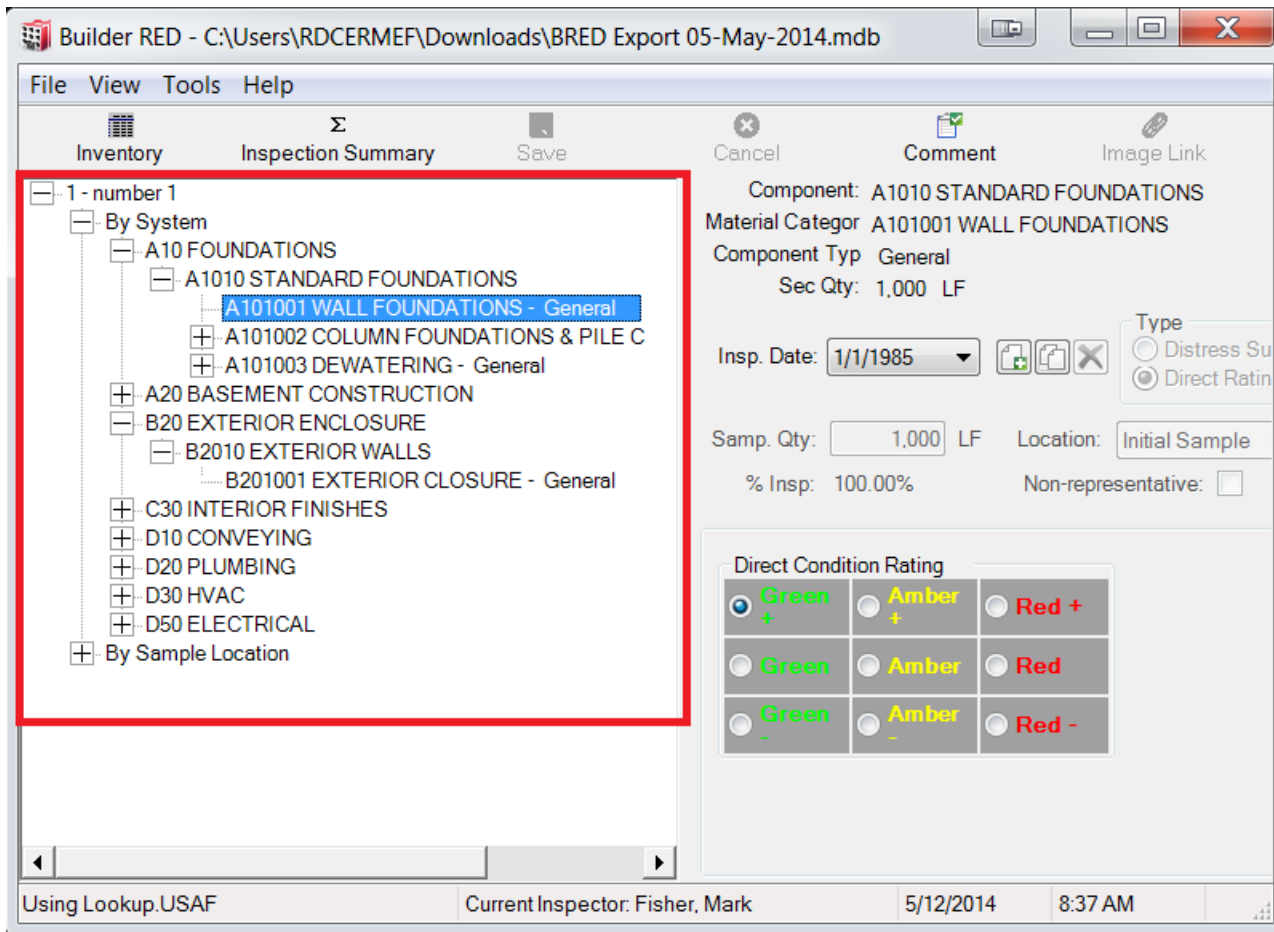 Builder RED - C:\Users\RDCERMEF\Downloads\BRED Export 05-May-2014.mdb
File View Tools Help
Inventory Inspection Summary Save Cancel Comment Image Link
1 - number 1
By System
A10 FOUNDATIONS
A1010 STANDARD FOUNDATIONS
A101001 WALL FOUNDATIONS - General
A101002 COLUMN FOUNDATIONS & PILE C
A101003 DEWATERING - General
A20 BASEMENT CONSTRUCTION
B20 EXTERIOR ENCLOSURE
B2010 EXTERIOR WALLS
B201001 EXTERIOR CLOSURE - General
C30 INTERIOR FINISHES
D10 CONVEYING
D20 PLUMBING
D30 HVAC
D50 ELECTRICAL
By Sample Location
Component: A1010 STANDARD FOUNDATIONS
Material Categor A101001 WALL FOUNDATIONS
Component Typ General
Sec Qty: 1,000 LF
Insp. Date: 1/1/1985
Type
Distress Su
Direct Ratin
Samp. Qty: 1,000 LF Location: Initial Sample
% Insp: 100.00% Non-representative:
Direct Condition Rating
Green + Amber + Red +
Green Amber Red
Green - Amber - Red -
Using Lookup.USAF Current Inspector: Fisher, Mark 5/12/2014 8:37 AM